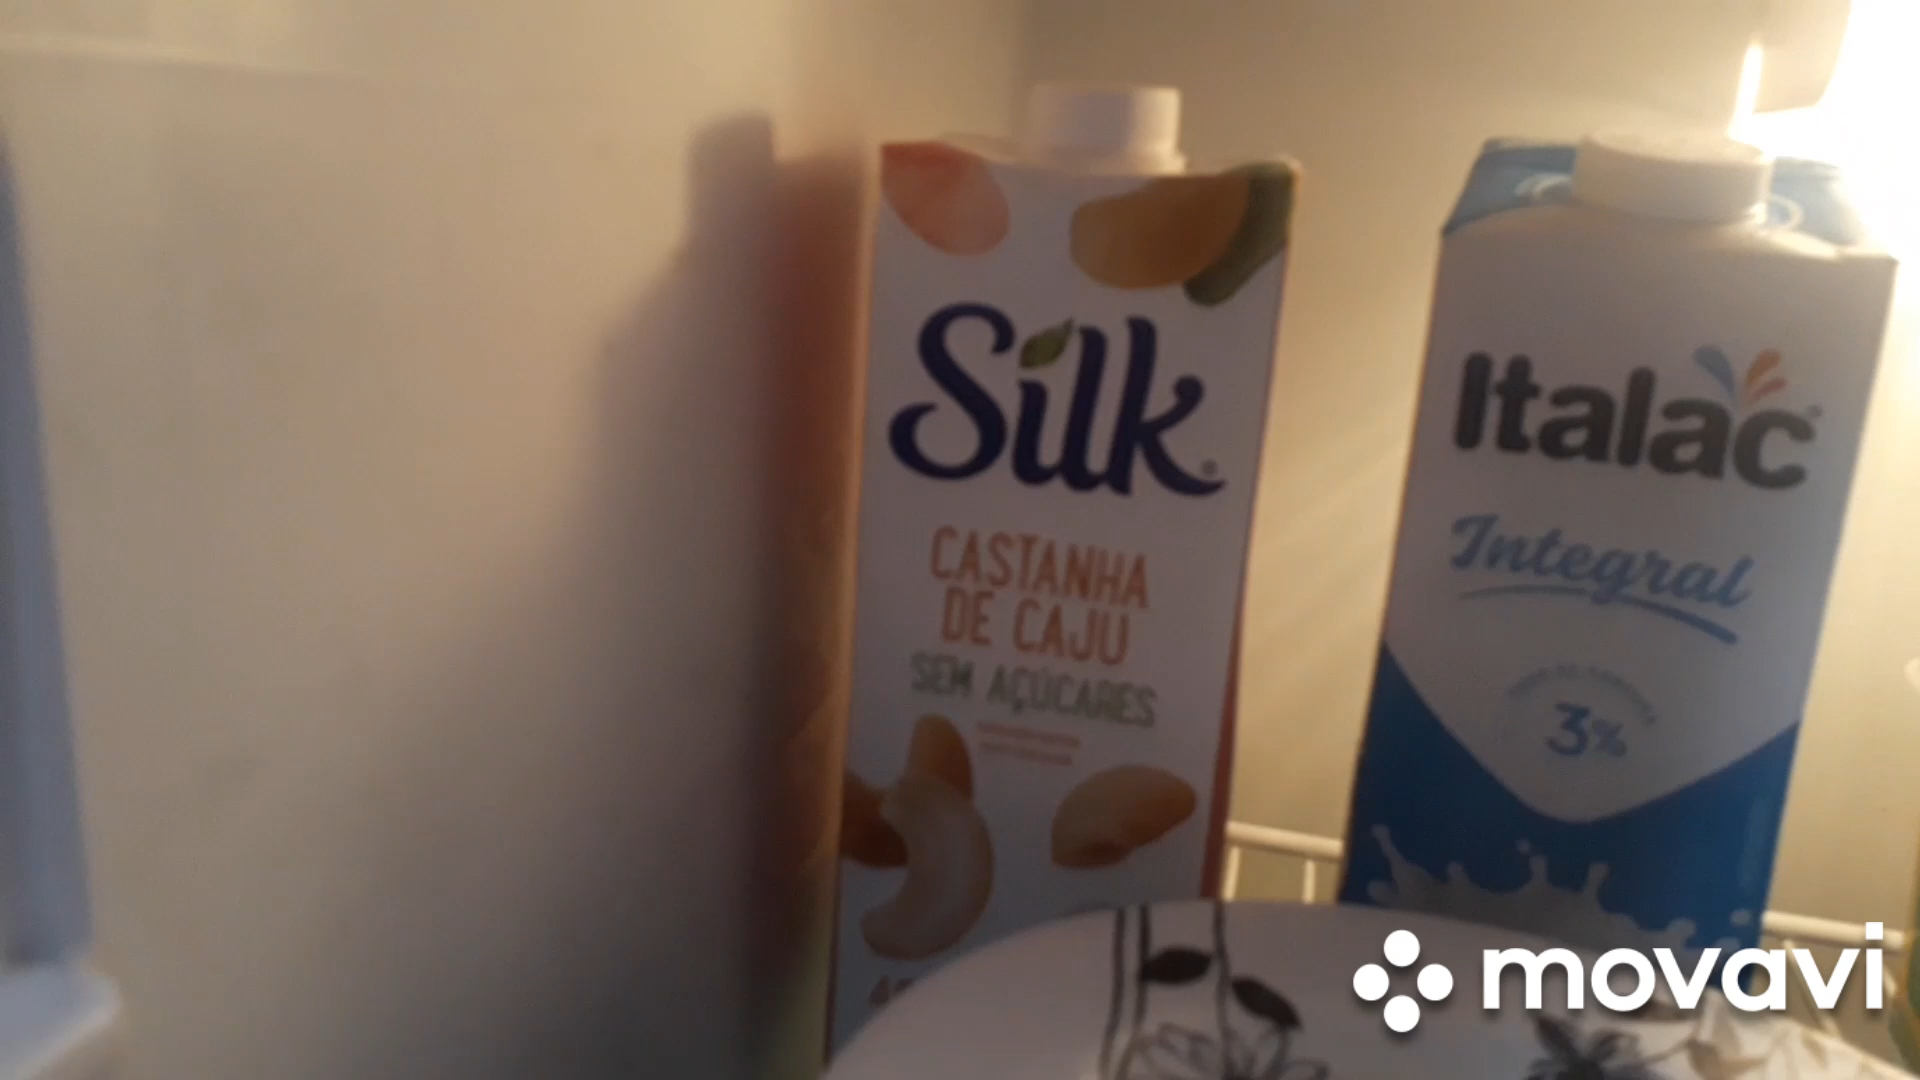 Silk
CASTANHA
DE CAJU
SEM AÇÚCARES
Italac
Integral
3%
movavi